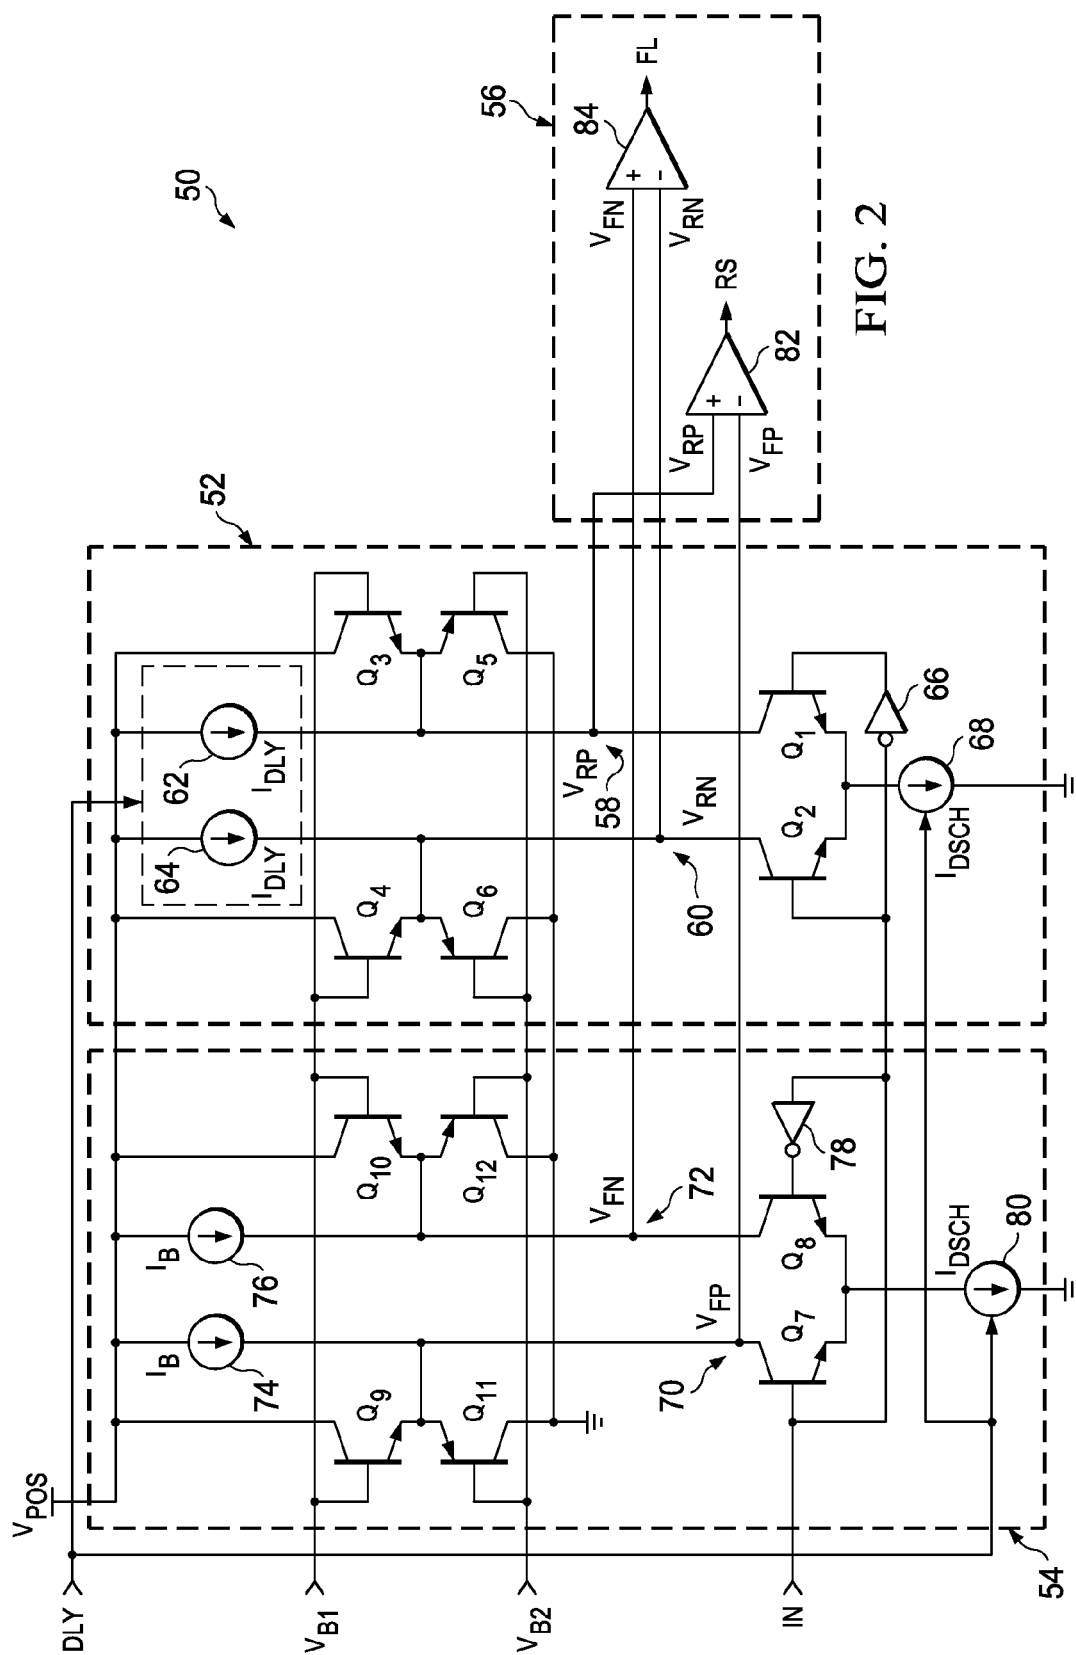 50
56
84
FL
V_FN
V_RN
+
-
RS
82
V_RP
V_FP
+
-
52
62
I_DLY
64
I_DLY
Q3
Q5
Q4
Q6
V_RP
58
V_RN
60
Q1
Q2
66
68
I_DSCH
I_B
76
I_B
74
Q10
Q12
Q9
Q11
V_FN
72
V_FP
70
Q8
Q7
78
I_DSCH
80
54
V_POS
DLY
V_B1
V_B2
IN
FIG. 2